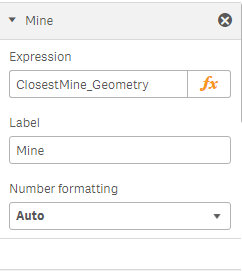 Mine
Expression
ClosestMine_Geometry
fx
Label
Mine
Number formatting
Auto